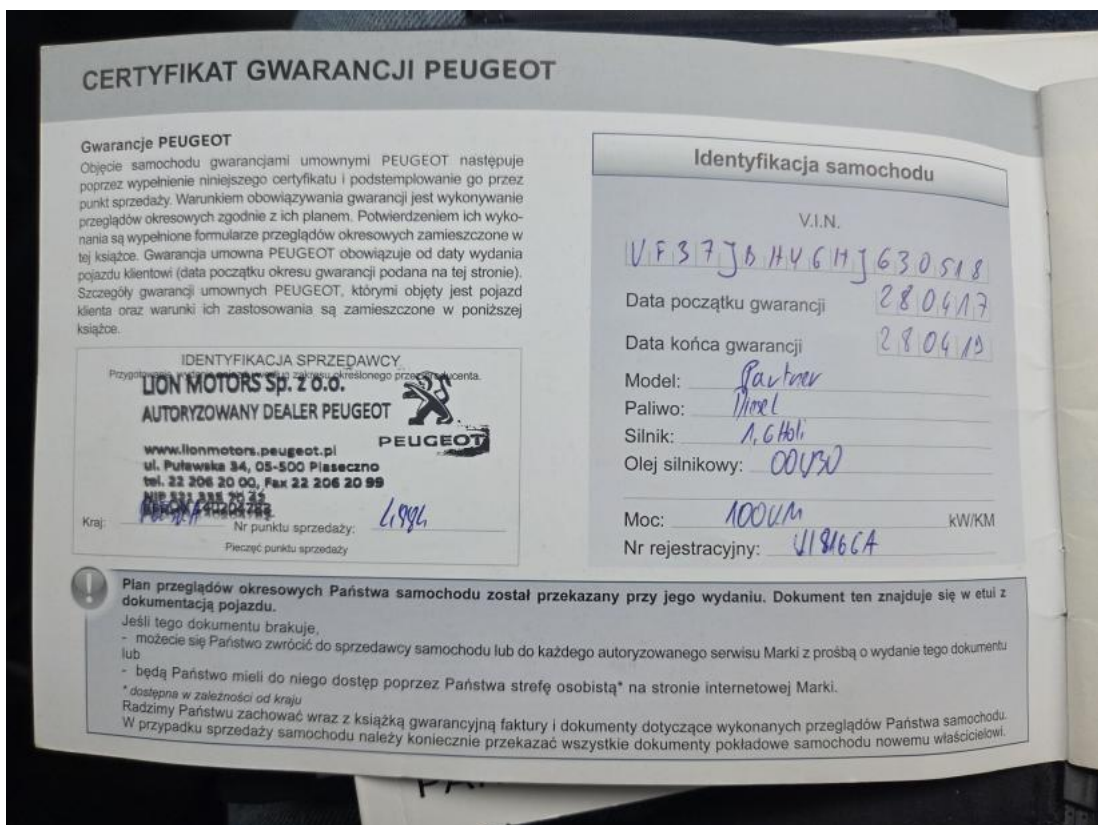 CERTYFIKAT GWARANCJI PEUGEOT
Gwarancje PEUGEOT
Objęcie samochodu gwarancjami umownymi PEUGEOT następuje
poprzez wypełnienie niniejszego certyfikatu i podstemplowanie go przez
punkt sprzedaży. Warunkiem obowiązywania gwarancji jest wykonywanie
przeglądów okresowych zgodnie z ich planem. Potwierdzeniem ich wyko-
nania są wypełnione formularze przeglądów okresowych zamieszczone w
tej książce. Gwarancja umowna PEUGEOT obowiązuje od daty wydania
pojazdu klientowi (data początku okresu gwarancji podana na tej stronie).
Szczegóły gwarancji umownych PEUGEOT, którymi objęty jest pojazd
klienta oraz warunki ich zastosowania są zamieszczone w poniższej
książce.
IDENTYFIKACJA SPRZEDAWCY
zakresu określonego przez
LION MOTORS Sp. z o.o.
AUTORYZOWANY DEALER PEUGEOT
PEUGEOT
www.lionmotors.peugeot.pl
ul. Puławska 34, 05-500 Piaseczno
tel. 22 206 20 00, Fax 22 206 20 99
Kraj:
Nr punktu sprzedaży:
Pieczęć punktu sprzedaży
Identyfikacja samochodu
V.I.N.
VF37JBHY6HJ630518
Data początku gwarancji 280417
Data końca gwarancji 280419
Model: Partner
Paliwo: Diesel
Silnik: 1,6 Hdi
Olej silnikowy: 0W30
Moc: 100 KM kW/KM
Nr rejestracyjny:
Plan przeglądów okresowych Państwa samochodu został przekazany przy jego wydaniu. Dokument ten znajduje się w etui z
dokumentacją pojazdu.
Jeśli tego dokumentu brakuje,
- możecie się Państwo zwrócić do sprzedawcy samochodu lub do każdego autoryzowanego serwisu Marki z prośbą o wydanie tego dokumentu
lub
- będą Państwo mieli do niego dostęp poprzez Państwa strefę osobistą* na stronie internetowej Marki.
* dostępna w zależności od kraju
Radzimy Państwu zachować wraz z książką gwarancyjną faktury i dokumenty dotyczące wykonanych przeglądów Państwa samochodu.
W przypadku sprzedaży samochodu należy koniecznie przekazać wszystkie dokumenty pokładowe samochodu nowemu właścicielowi.